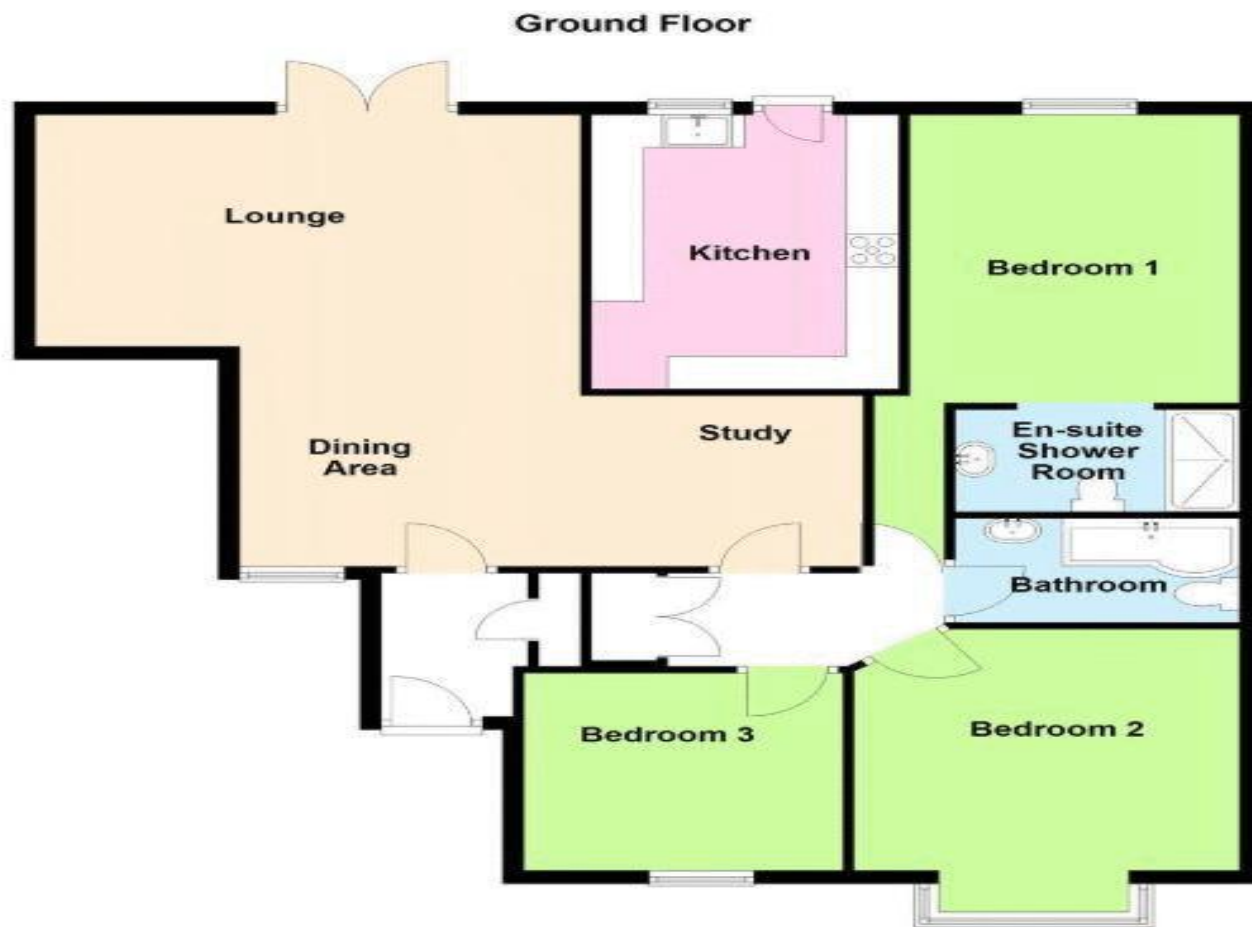 Ground Floor
Lounge
Kitchen
Bedroom 1
Dining
Area
Study
En-suite
Shower
Room
Bathroom
Bedroom 3
Bedroom 2